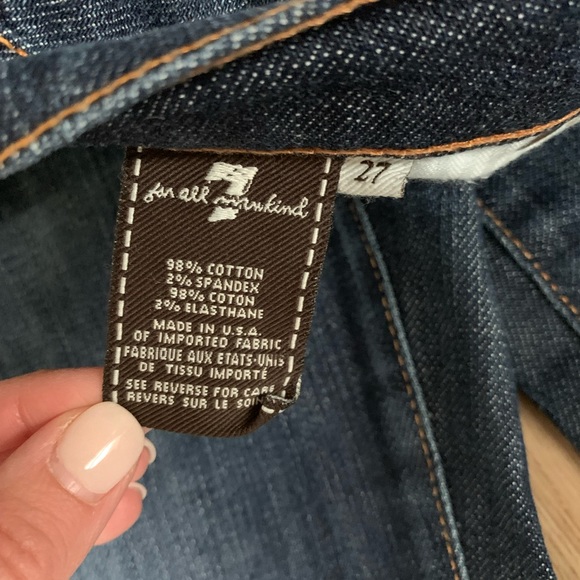 7
for all mankind
27
98% COTTON
2% SPANDEX
98% COTON
2% ELASTHANE
MADE IN U.S.A.
OF IMPORTED FABRIC
FABRIQUE AUX ETATS-UNIS
DE TISSU IMPORTÉ
SEE REVERSE FOR CARE
REVERS SUR LE SOIN